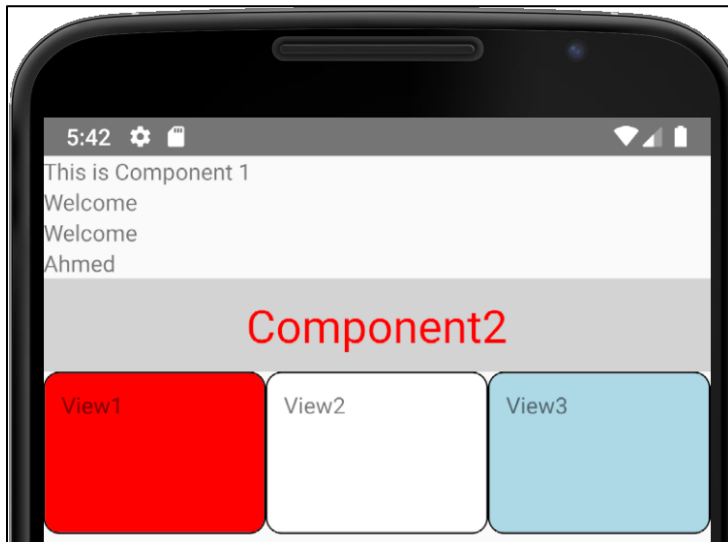 5:42
This is Component 1
Welcome
Welcome
Ahmed
Component2
View1 View2 View3